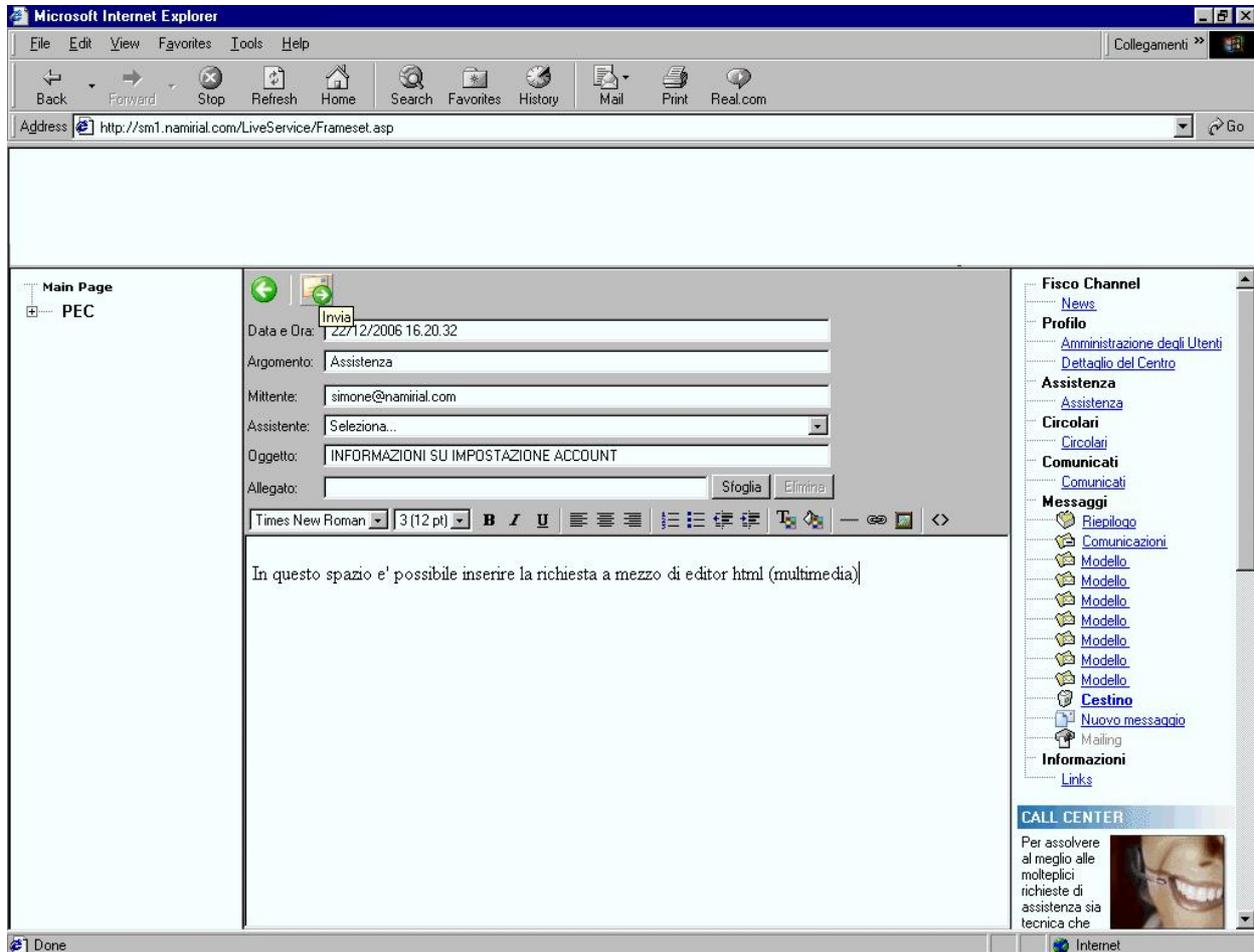 Microsoft Internet Explorer
File Edit View Favorites Tools Help
Collegamenti »
Back Forward Stop Refresh Home Search Favorites History Mail Print Real.com
Address http://sm1.namirial.com/LiveService/Frameset.asp
Go
Main Page
PEC
Invia
Data e Ora: 22/12/2006 16.20.32
Argomento: Assistenza
Mittente: simone@namirial.com
Assistente: Seleziona...
Oggetto: INFORMAZIONI SU IMPOSTAZIONE ACCOUNT
Allegato: Sfoglia Elimina
Times New Roman 3 (12 pt) B I U <>
In questo spazio e' possibile inserire la richiesta a mezzo di editor html (multimedia)
Fisco Channel
News
Profilo
Amministrazione degli Utenti
Dettaglio del Centro
Assistenza
Assistenza
Circolari
Circolari
Comunicati
Comunicati
Messaggi
Riepilogo
Comunicazioni
Modello
Modello
Modello
Modello
Modello
Modello
Modello
Cestino
Nuovo messaggio
Mailing
Informazioni
Links
CALL CENTER
Per assolvere
al meglio alle
molteplici
richieste di
assistenza sia
tecnica che
Done
Internet